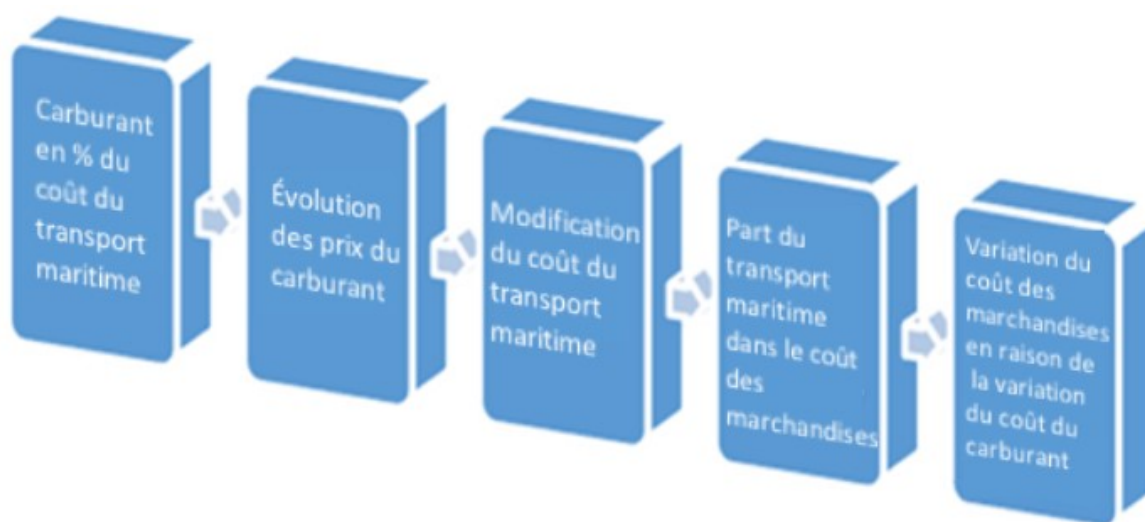 Carburant
en % du
coût du
transport
maritime
Évolution
des prix du
carburant
Modification
du coût du
transport
maritime
Part du
transport
maritime
dans le coût
des
marchandises
Variation du
coût des
marchandises
en raison de
la variation
du coût du
carburant